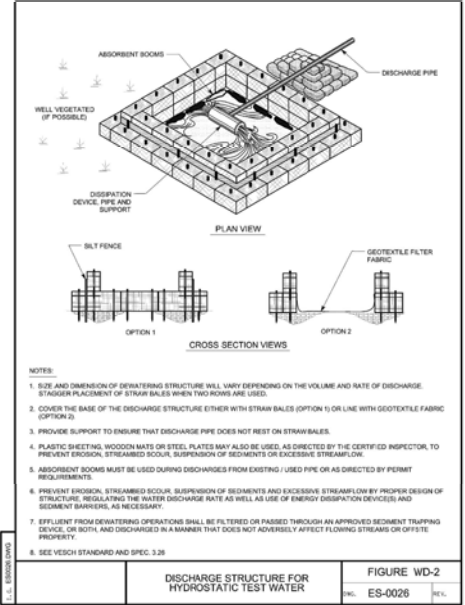 ABSORBENT BOOMS
DISCHARGE PIPE
WELL VEGETATED
(IF POSSIBLE)
DISSIPATION
DEVICE, PIPE AND
SUPPORT
PLAN VIEW
SILT FENCE
GEOTEXTILE FILTER
FABRIC
OPTION 1
OPTION 2
CROSS SECTION VIEWS
NOTES:
1. SIZE AND DIMENSION OF DEWATERING STRUCTURE WILL VARY DEPENDING ON THE VOLUME AND RATE OF DISCHARGE.
STAGGER PLACEMENT OF STRAW BALES WHEN TWO ROWS ARE USED.
2. COVER THE BASE OF THE DISCHARGE STRUCTURE EITHER WITH STRAW BALES (OPTION 1) OR LINE WITH GEOTEXTILE FABRIC
(OPTION 2)
3. PROVIDE SUPPORT TO ENSURE THAT DISCHARGE PIPE DOES NOT REST ON STRAW BALES.
4. PLASTIC SHEETING, WOODEN MATS OR STEEL PLATES MAY ALSO BE USED, AS DIRECTED BY THE CERTIFIED INSPECTOR, TO
PREVENT EROSION, STREAMBED SCOUR, SUSPENSION OF SEDIMENTS OR EXCESSIVE STREAMFLOW.
5. ABSORBENT BOOMS MUST BE USED DURING DISCHARGES FROM EXISTING / USED PIPE OR AS DIRECTED BY PERMIT
REQUIREMENTS.
6. PREVENT EROSION, STREAMBED SCOUR, SUSPENSION OF SEDIMENTS AND EXCESSIVE STREAMFLOW BY PROPER DESIGN OF
STRUCTURE, REGULATING THE WATER DISCHARGE RATE AS WELL AS USE OF ENERGY DISSIPATION DEVICE(S) AND
SEDIMENT BARRIERS, AS NECESSARY.
7. EFFLUENT FROM DEWATERING OPERATIONS SHALL BE FILTERED OR PASSED THROUGH AN APPROVED SEDIMENT TRAPPING
DEVICE, OR BOTH, AND DISCHARGED IN A MANNER THAT DOES NOT ADVERSELY AFFECT FLOWING STREAMS OR OFFSITE
PROPERTY.
8. SEE VESCH STANDARD AND SPEC. 3.26
DISCHARGE STRUCTURE FOR
HYDROSTATIC TEST WATER
FIGURE WD-2
DWG. ES-0026 REV.
ES0026.DWG